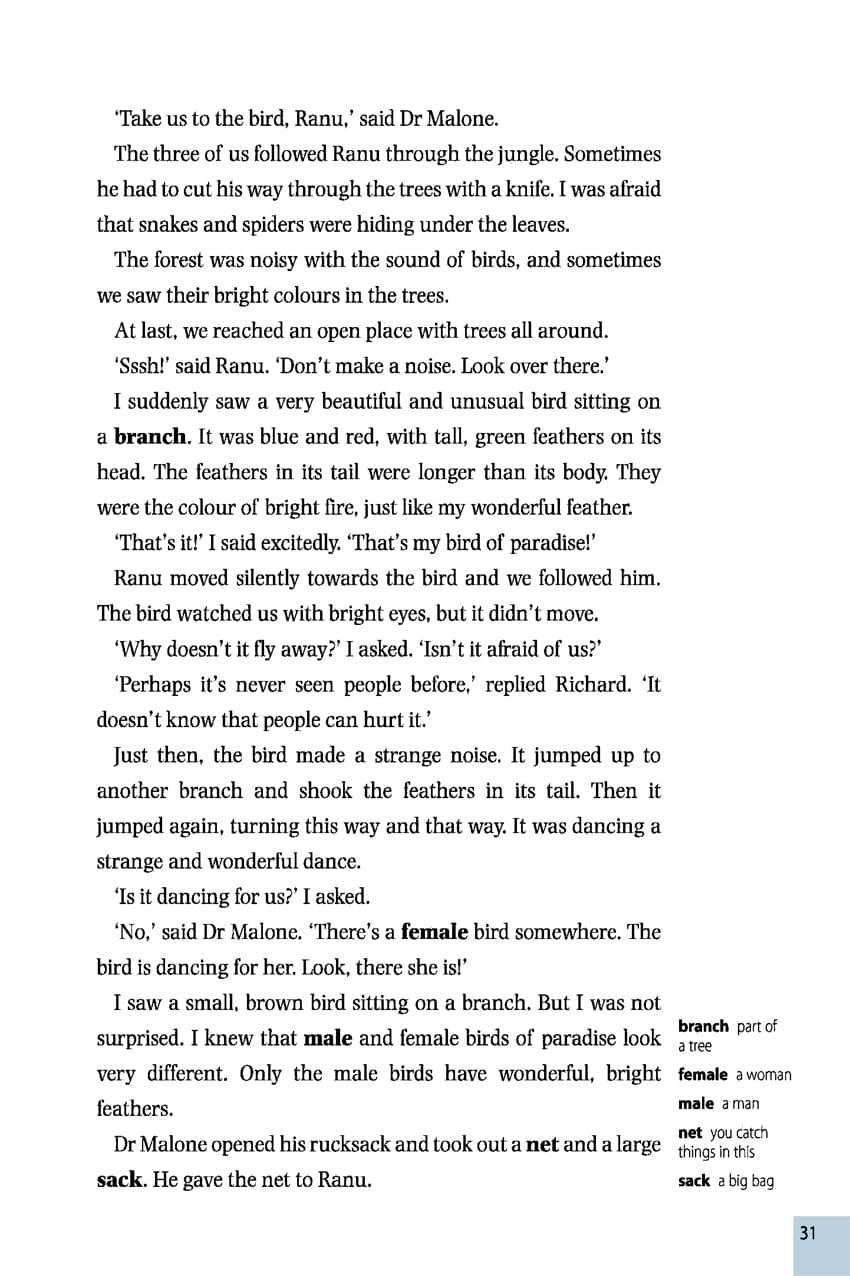 ‘Take us to the bird, Ranu,’ said Dr Malone.
The three of us followed Ranu through the jungle. Sometimes
he had to cut his way through the trees with a knife. I was afraid
that snakes and spiders were hiding under the leaves.
The forest was noisy with the sound of birds, and sometimes
we saw their bright colours in the trees.
At last, we reached an open place with trees all around.
‘Sssh!’ said Ranu. ‘Don’t make a noise. Look over there.’
I suddenly saw a very beautiful and unusual bird sitting on
a branch. It was blue and red, with tall, green feathers on its
head. The feathers in its tail were longer than its body. They
were the colour of bright fire, just like my wonderful feather.
‘That’s it!’ I said excitedly. ‘That’s my bird of paradise!’
Ranu moved silently towards the bird and we followed him.
The bird watched us with bright eyes, but it didn’t move.
‘Why doesn’t it fly away?’ I asked. ‘Isn’t it afraid of us?’
‘Perhaps it’s never seen people before,’ replied Richard. ‘It
doesn’t know that people can hurt it.’
Just then, the bird made a strange noise. It jumped up to
another branch and shook the feathers in its tail. Then it
jumped again, turning this way and that way. It was dancing a
strange and wonderful dance.
‘Is it dancing for us?’ I asked.
‘No,’ said Dr Malone. ‘There’s a female bird somewhere. The
bird is dancing for her. Look, there she is!’
I saw a small, brown bird sitting on a branch. But I was not
surprised. I knew that male and female birds of paradise look
very different. Only the male birds have wonderful, bright
feathers.
Dr Malone opened his rucksack and took out a net and a large
sack. He gave the net to Ranu.
branch part of
a tree
female a woman
male a man
net you catch
things in this
sack a big bag
31